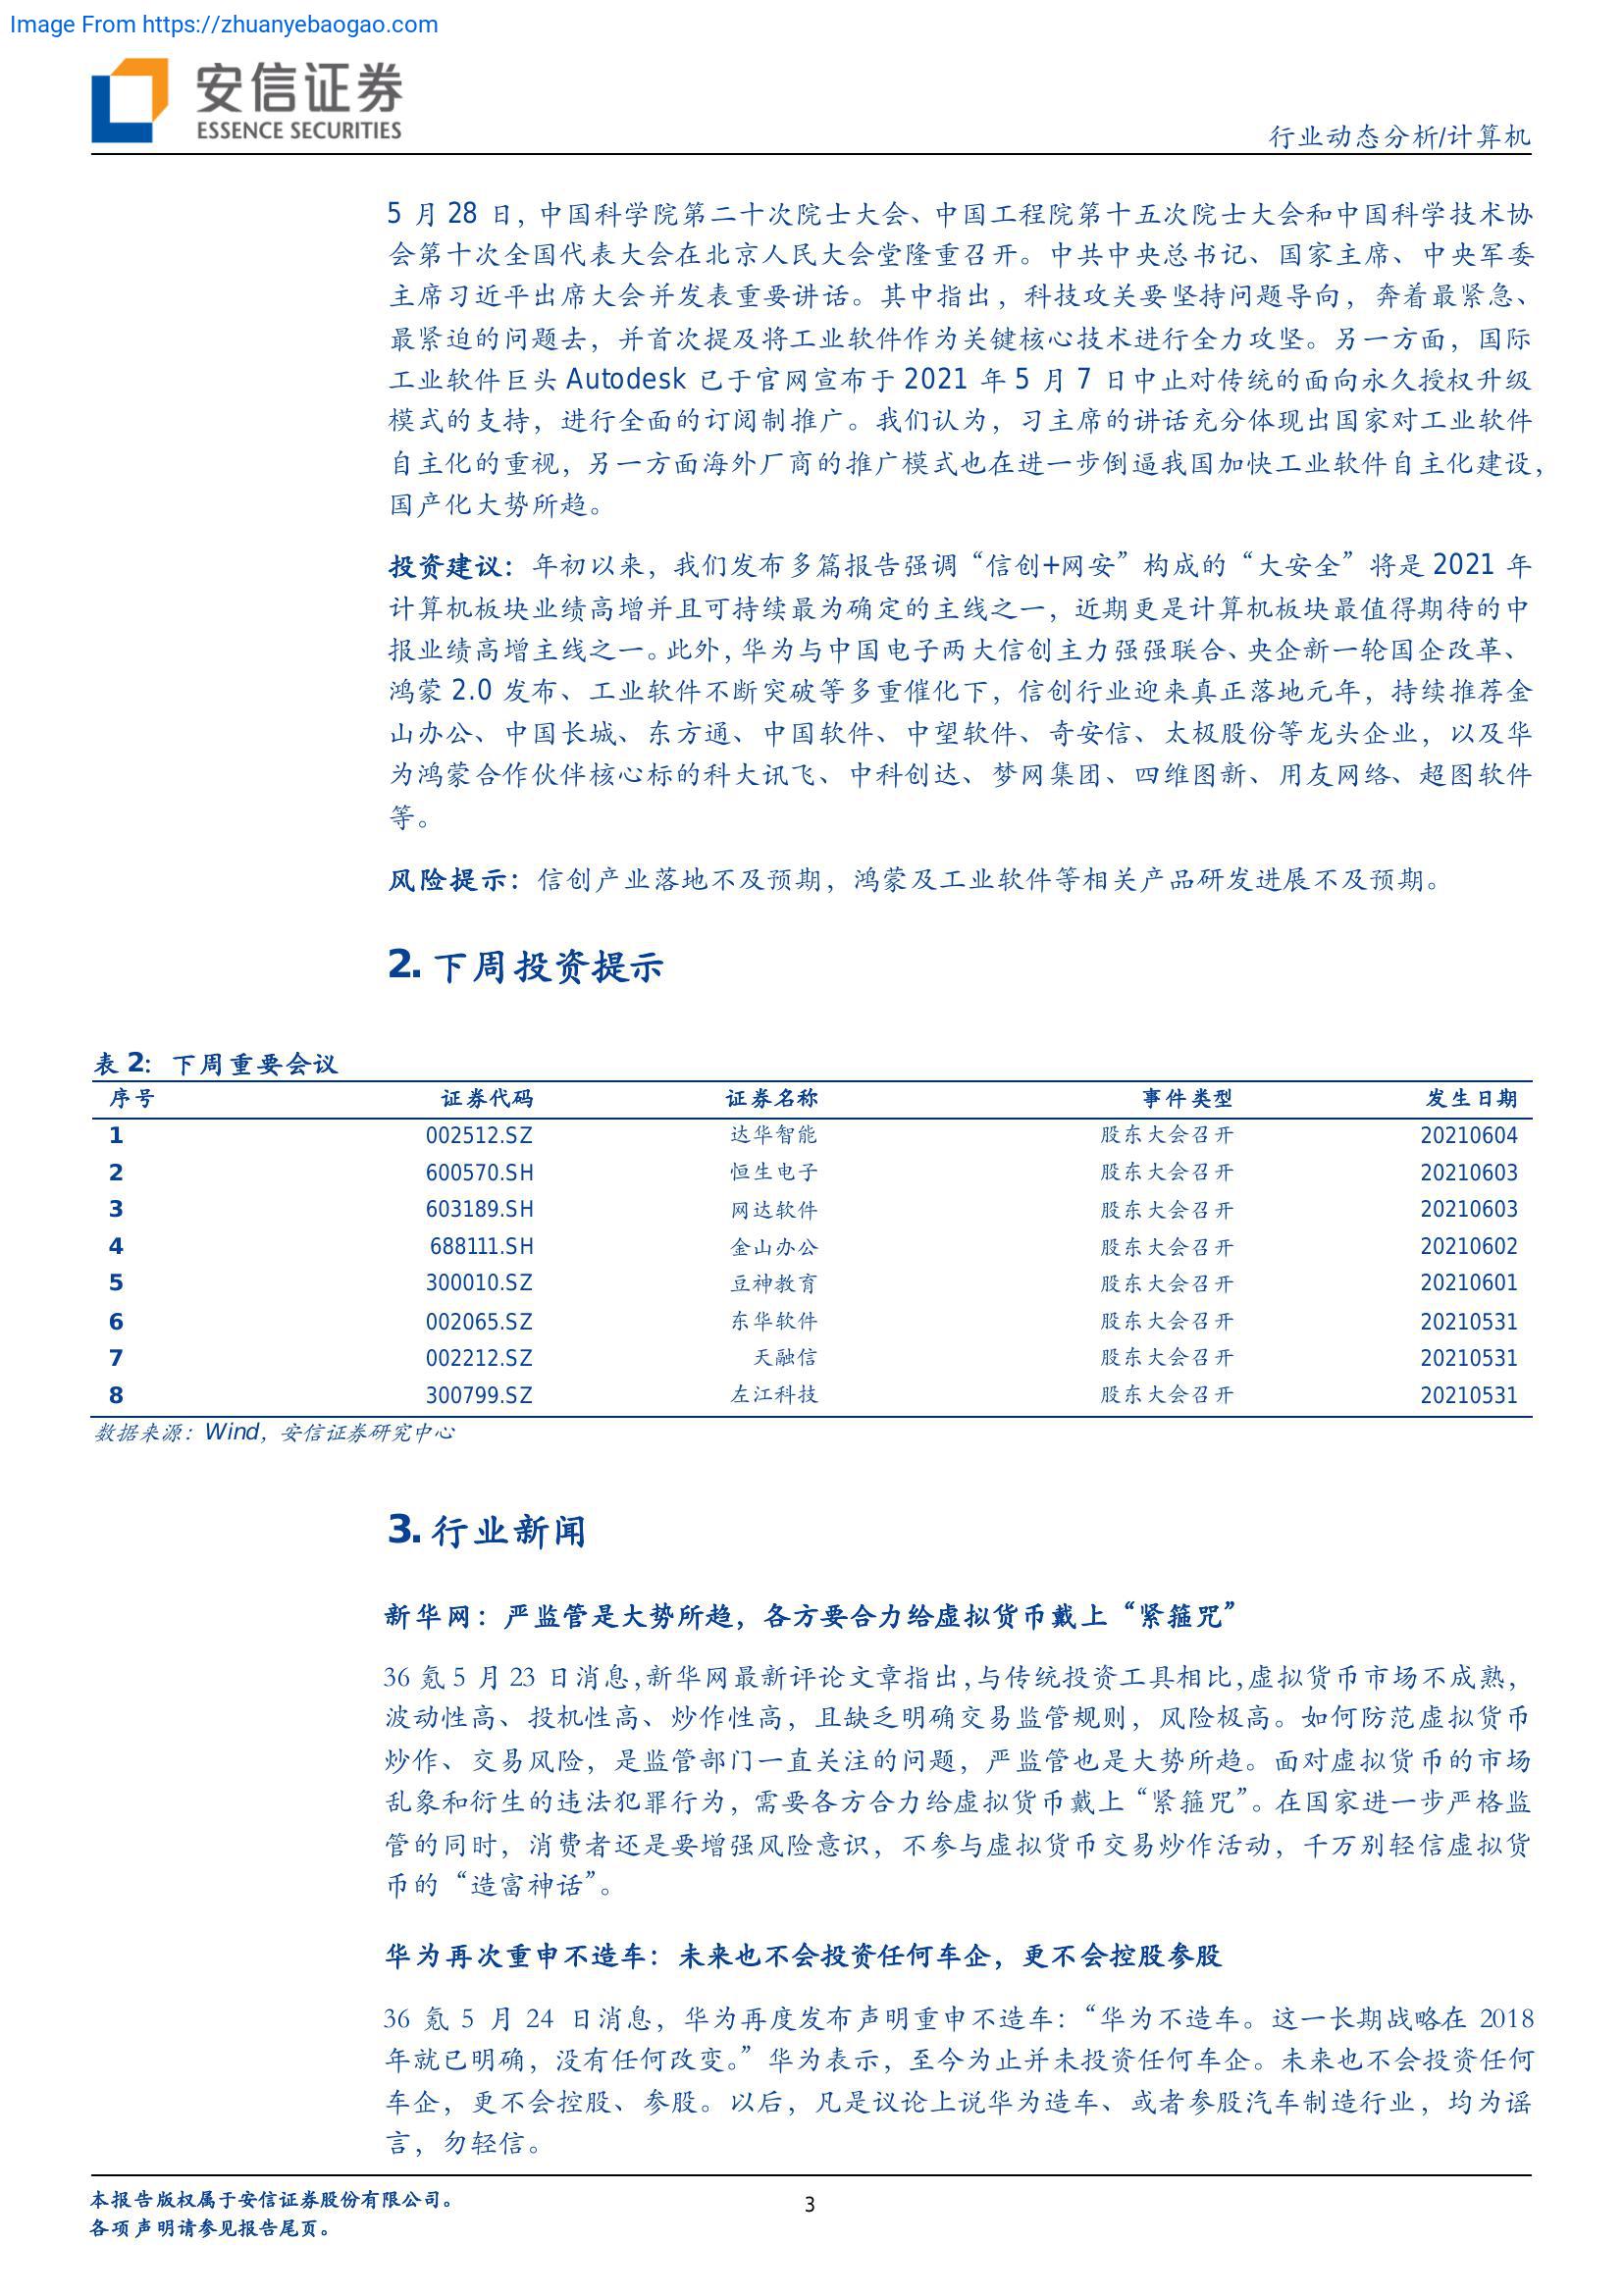 Image From https://zhuanyebaogao.com
安信证券
ESSENCE SECURITIES
行业动态分析/计算机
5 月 28 日，中国科学院第二十次院士大会、中国工程院第十五次院士大会和中国科学技术协
会第十次全国代表大会在北京人民大会堂隆重召开。中共中央总书记、国家主席、中央军委
主席习近平出席大会并发表重要讲话。其中指出，科技攻关要坚持问题导向，奔着最紧急、
最紧迫的问题去，并首次提及将工业软件作为关键核心技术进行全力攻坚。另一方面，国际
工业软件巨头 Autodesk 已于官网宣布于 2021 年 5 月 7 日中止对传统的面向永久授权升级
模式的支持，进行全面的订阅制推广。我们认为，习主席的讲话充分体现出国家对工业软件
自主化的重视，另一方面海外厂商的推广模式也在进一步倒逼我国加快工业软件自主化建设，
国产化大势所趋。
投资建议：年初以来，我们发布多篇报告强调“信创+网安”构成的“大安全”将是 2021 年
计算机板块业绩高增并且可持续最为确定的主线之一，近期更是计算机板块最值得期待的中
报业绩高增主线之一。此外，华为与中国电子两大信创主力强强联合、央企新一轮国企改革、
鸿蒙 2.0 发布、工业软件不断突破等多重催化下，信创行业迎来真正落地元年，持续推荐金
山办公、中国长城、东方通、中国软件、中望软件、奇安信、太极股份等龙头企业，以及华
为鸿蒙合作伙伴核心标的科大讯飞、中科创达、梦网集团、四维图新、用友网络、超图软件
等。
风险提示：信创产业落地不及预期，鸿蒙及工业软件等相关产品研发进展不及预期。
2. 下周投资提示
表 2：下周重要会议
序号 证券代码 证券名称 事件类型 发生日期
1 002512.SZ 达华智能 股东大会召开 20210604
2 600570.SH 恒生电子 股东大会召开 20210603
3 603189.SH 网达软件 股东大会召开 20210603
4 688111.SH 金山办公 股东大会召开 20210602
5 300010.SZ 豆神教育 股东大会召开 20210601
6 002065.SZ 东华软件 股东大会召开 20210531
7 002212.SZ 天融信 股东大会召开 20210531
8 300799.SZ 左江科技 股东大会召开 20210531
数据来源：Wind，安信证券研究中心
3. 行业新闻
新华网：严监管是大势所趋，各方要合力给虚拟货币戴上“紧箍咒”
36 氪 5 月 23 日消息,新华网最新评论文章指出,与传统投资工具相比,虚拟货币市场不成熟，
波动性高、投机性高、炒作性高，且缺乏明确交易监管规则，风险极高。如何防范虚拟货币
炒作、交易风险，是监管部门一直关注的问题，严监管也是大势所趋。面对虚拟货币的市场
乱象和衍生的违法犯罪行为，需要各方合力给虚拟货币戴上“紧箍咒”。在国家进一步严格监
管的同时，消费者还是要增强风险意识，不参与虚拟货币交易炒作活动，千万别轻信虚拟货
币的“造富神话”。
华为再次重申不造车：未来也不会投资任何车企，更不会控股参股
36 氪 5 月 24 日消息，华为再度发布声明重申不造车：“华为不造车。这一长期战略在 2018
年就已明确，没有任何改变。”华为表示，至今为止并未投资任何车企。未来也不会投资任何
车企，更不会控股、参股。以后，凡是议论上说华为造车、或者参股汽车制造行业，均为谣
言，勿轻信。
本报告版权属于安信证券股份有限公司。
3
各项声明请参见报告尾页。